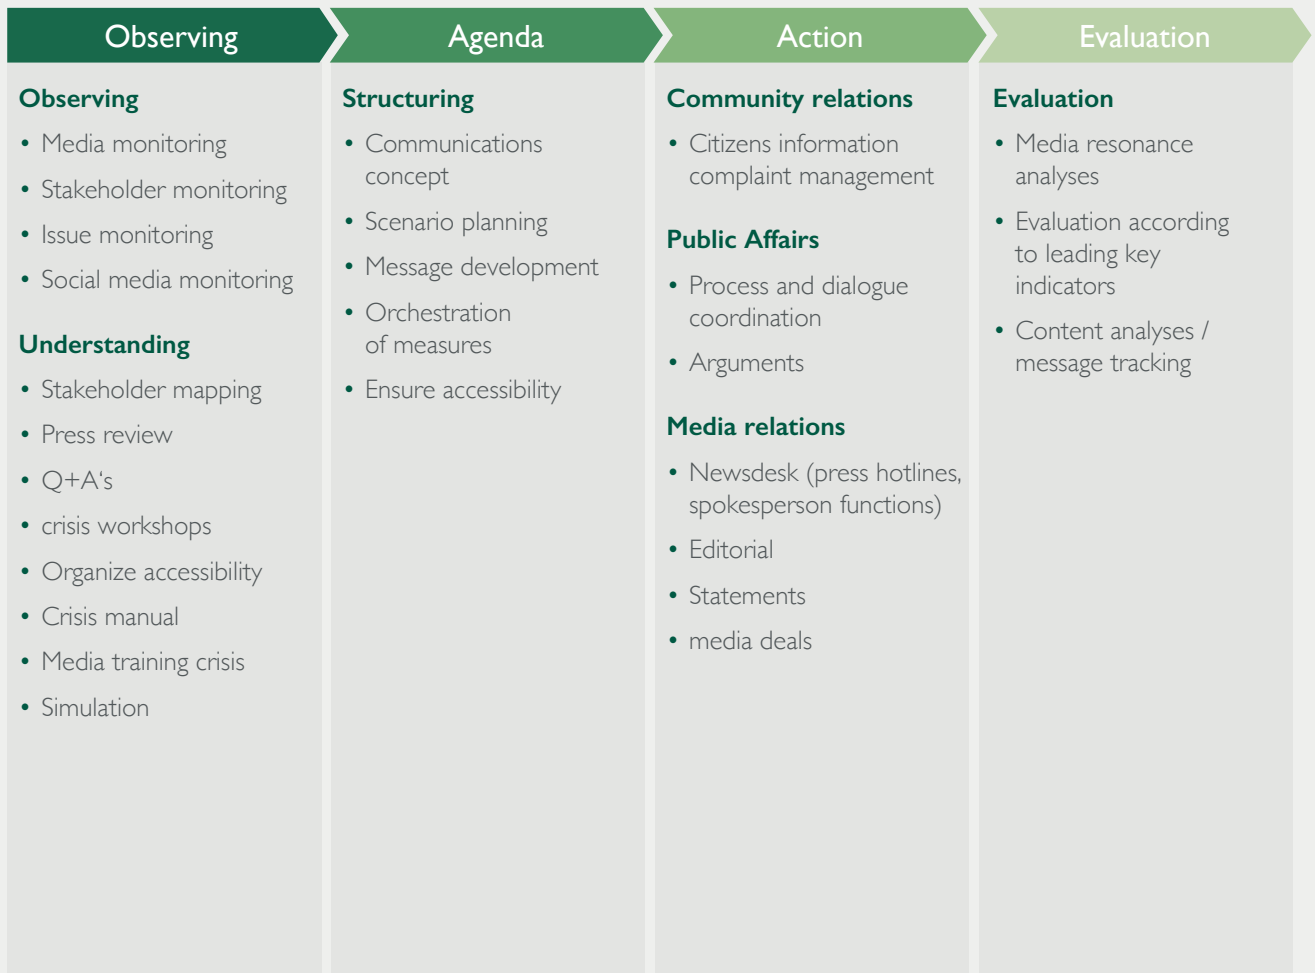 Observing
Agenda
Action
Evaluation
Observing
• Media monitoring
• Stakeholder monitoring
• Issue monitoring
• Social media monitoring
Understanding
• Stakeholder mapping
• Press review
• Q+A‘s
• crisis workshops
• Organize accessibility
• Crisis manual
• Media training crisis
• Simulation
Structuring
• Communications
concept
• Scenario planning
• Message development
• Orchestration
of measures
• Ensure accessibility
Community relations
• Citizens information
complaint management
Public Affairs
• Process and dialogue
coordination
• Arguments
Media relations
• Newsdesk (press hotlines,
spokesperson functions)
• Editorial
• Statements
• media deals
Evaluation
• Media resonance
analyses
• Evaluation according
to leading key
indicators
• Content analyses /
message tracking